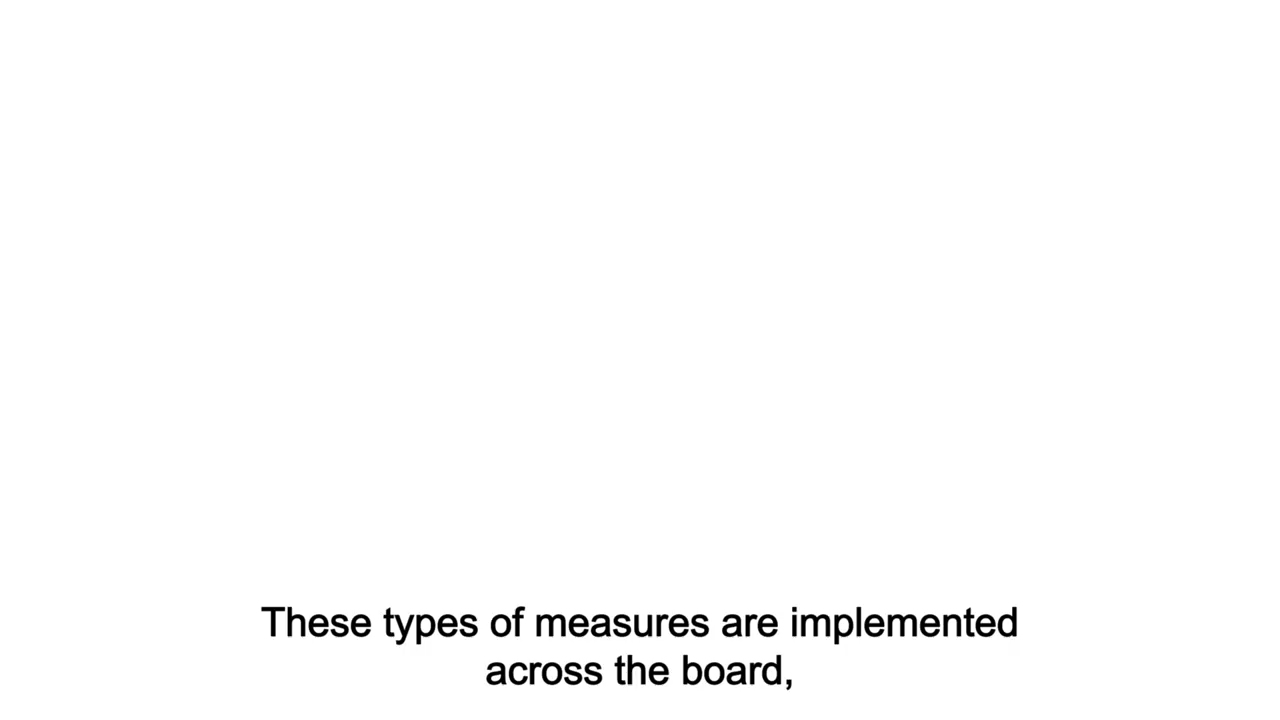 These types of measures are implemented
across the board,